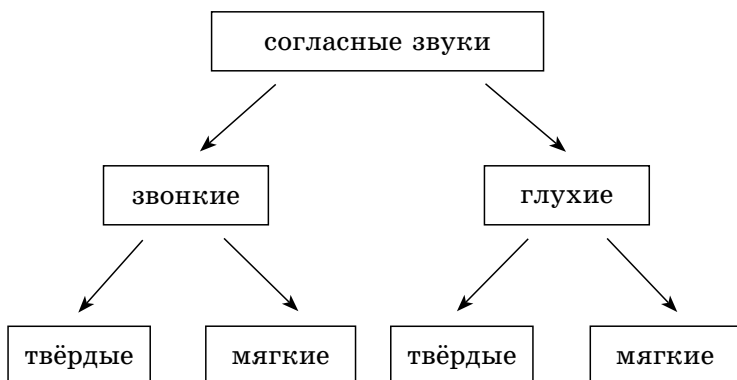 согласные звуки
звонкие
глухие
твёрдые
мягкие
твёрдые
мягкие